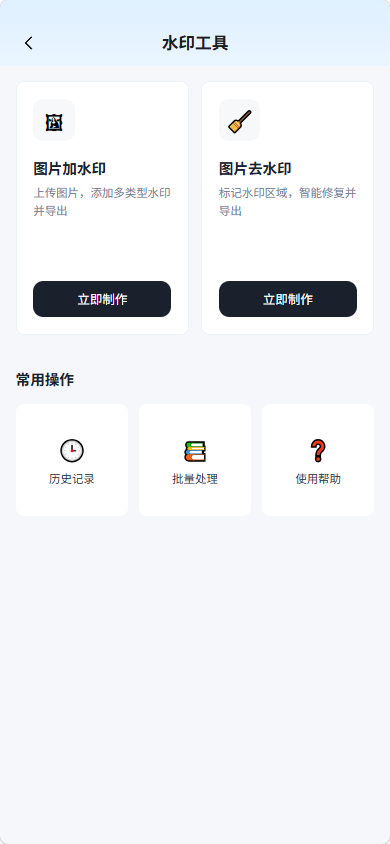 水印工具
图片加水印
上传图片，添加多类型水印
并导出
立即制作
图片去水印
标记水印区域，智能修复并
导出
立即制作
常用操作
历史记录
批量处理
使用帮助